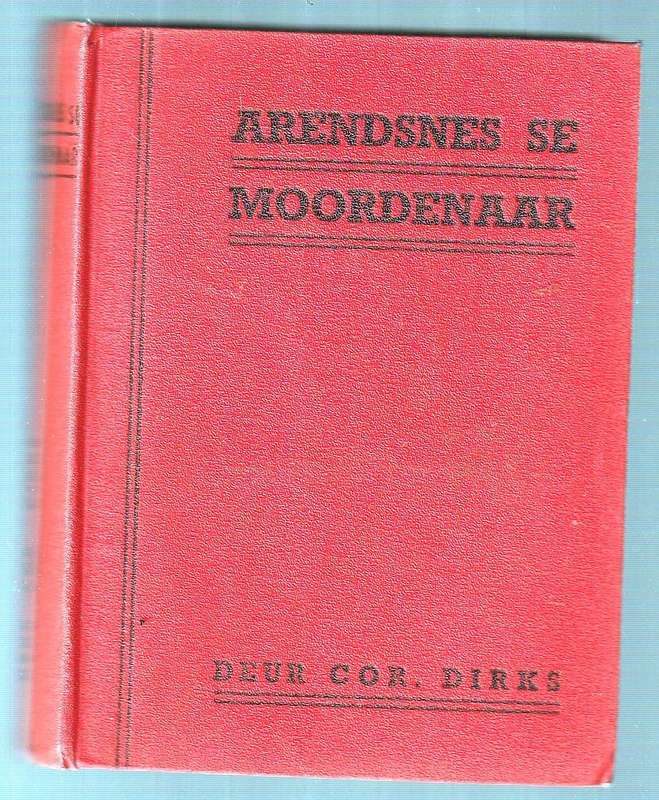 ARENDSNES SE
MOORDENAAR
DEUR COR. DIRKS